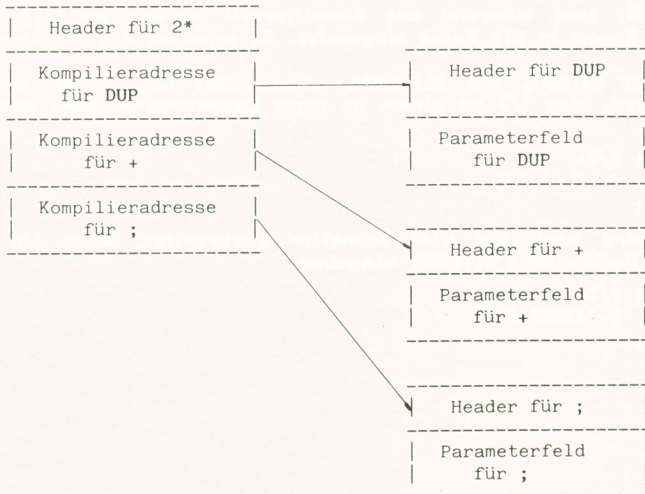 Header für 2*
Kompilieradresse
für DUP
Kompilieradresse
für +
Kompilieradresse
für ;
Header für DUP
Parameterfeld
für DUP
Header für +
Parameterfeld
für +
Header für ;
Parameterfeld
für ;